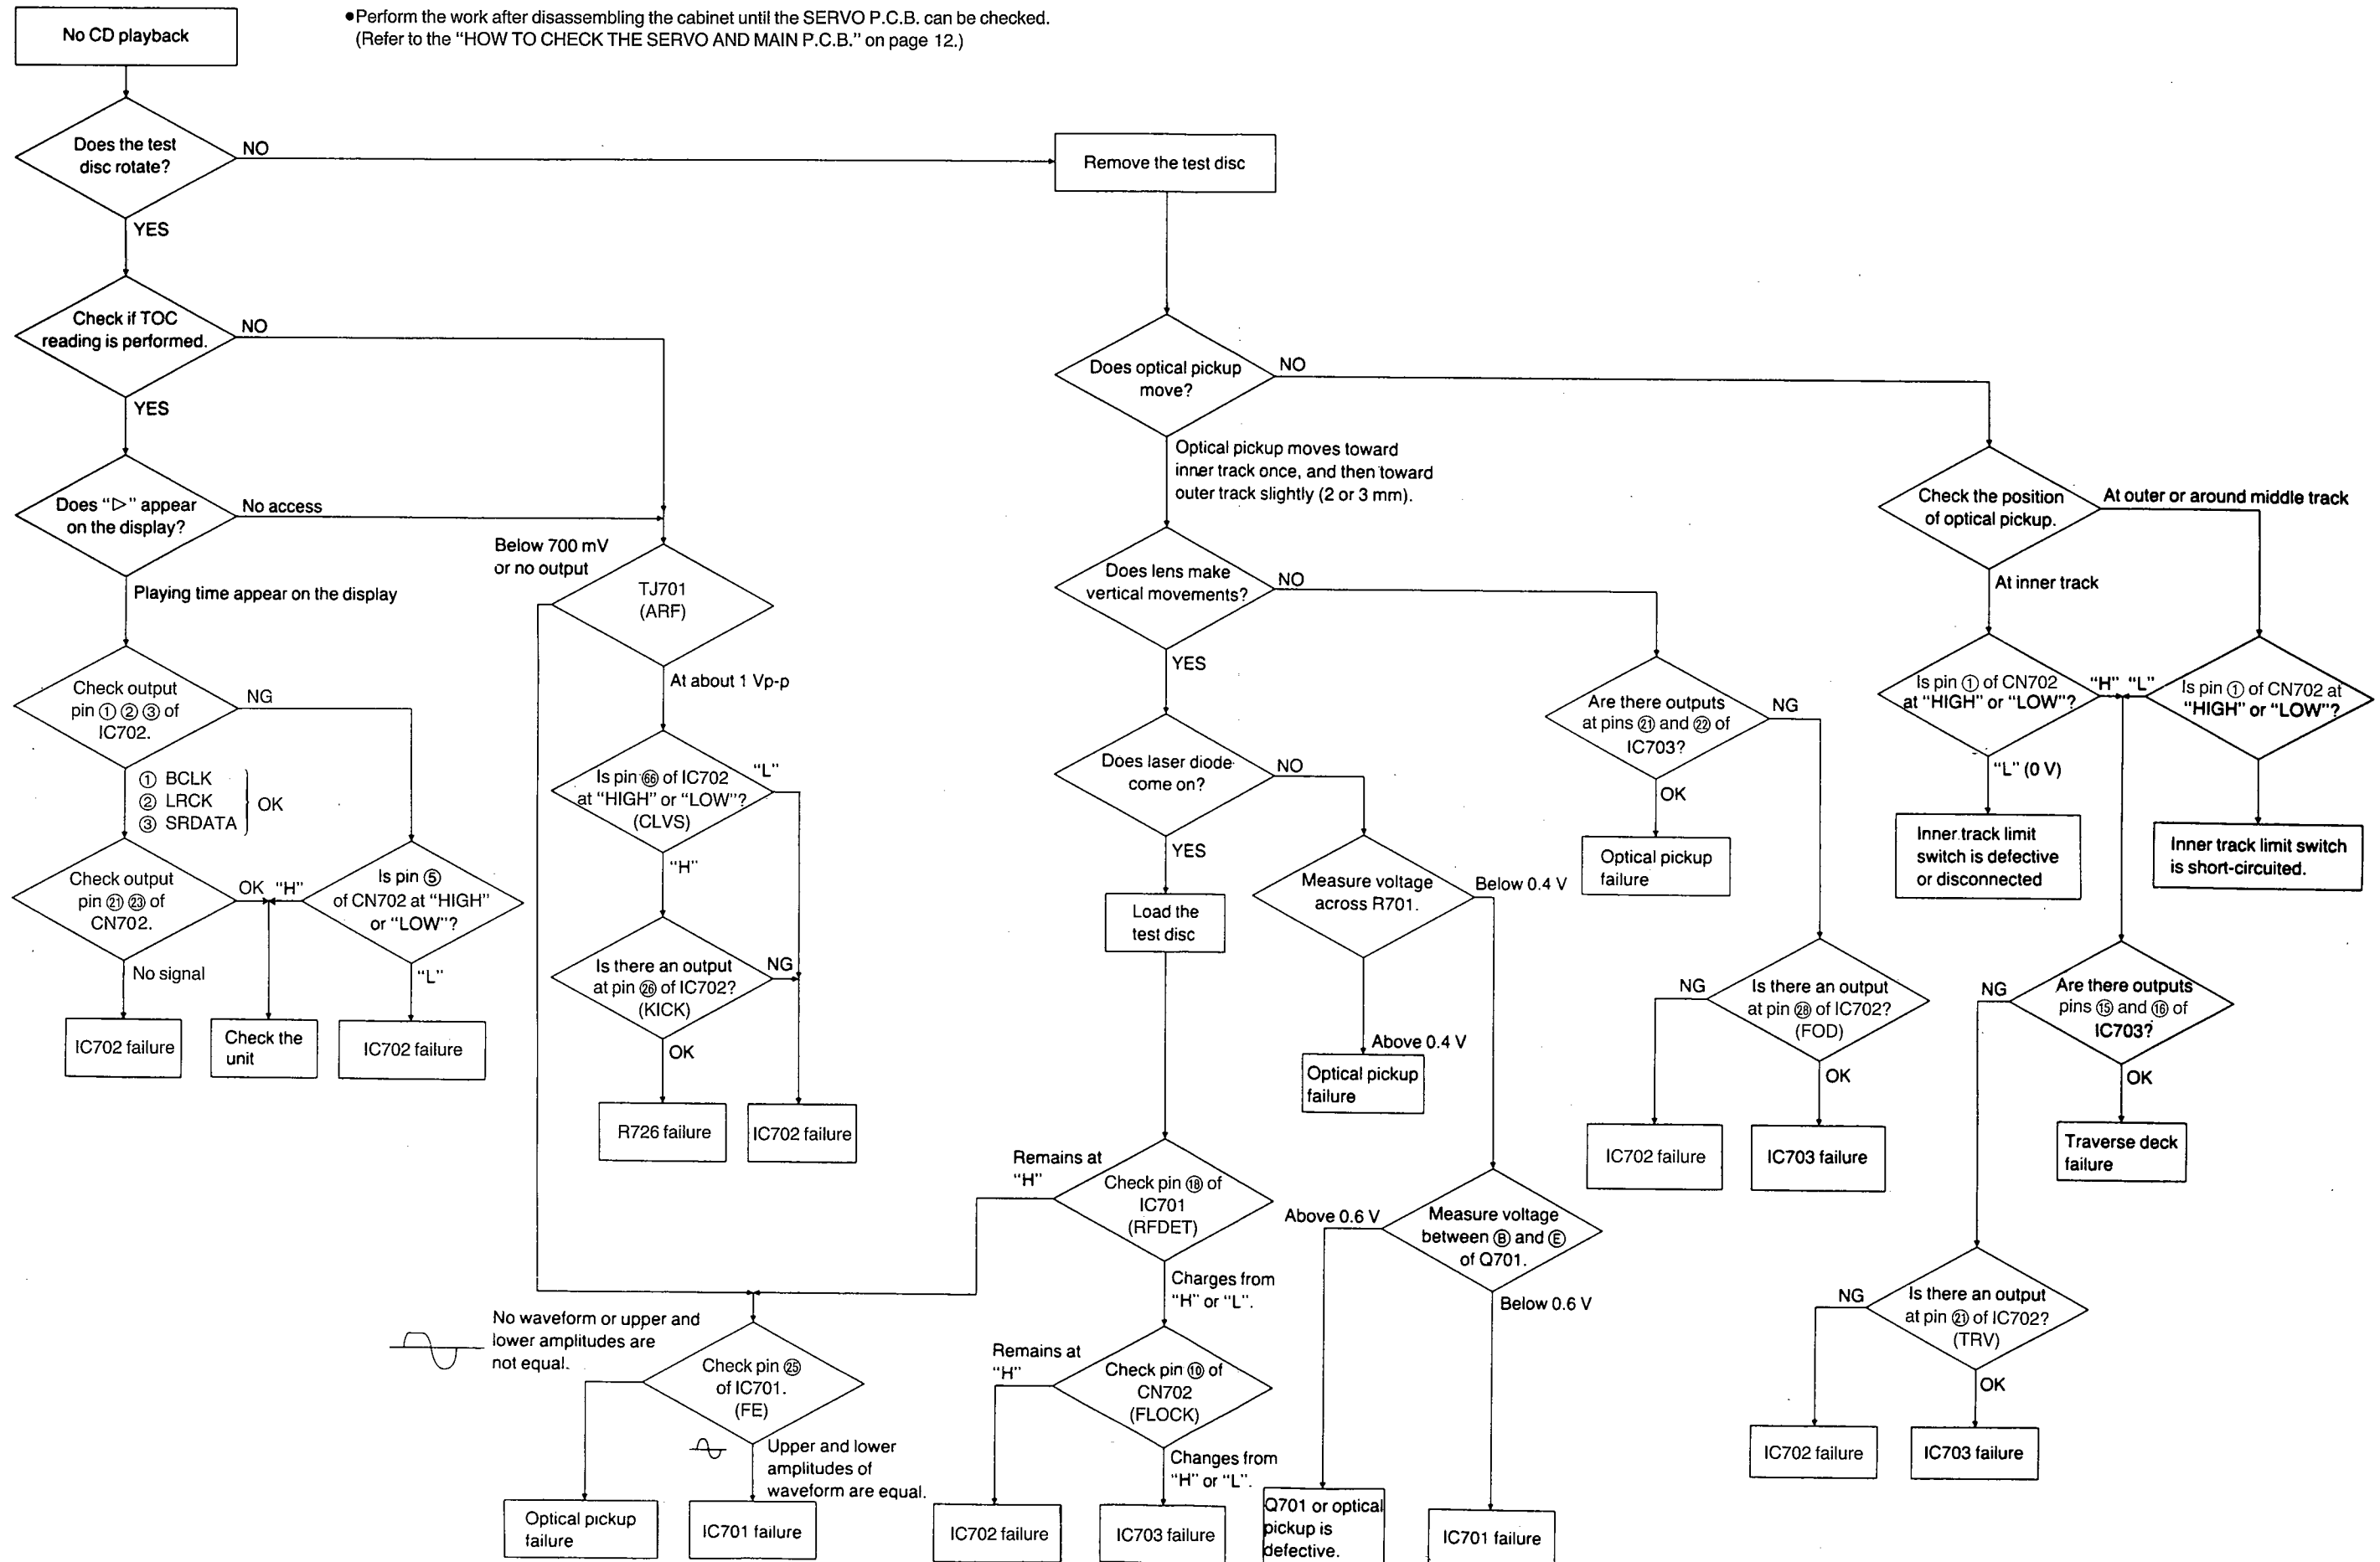 ●Perform the work after disassembling the cabinet until the SERVO P.C.B. can be checked.
(Refer to the "HOW TO CHECK THE SERVO AND MAIN P.C.B." on page 12.)
No CD playback
Does the test
disc rotate?
NO
YES
Remove the test disc
Check if TOC
reading is performed.
NO
YES
Does "▷" appear
on the display?
No access
Playing time appear on the display
Check output
pin ① ② ③ of
IC702.
NG
① BCLK
② LRCK
③ SRDATA
OK
Check output
pin ㉑ ㉓ of
CN702.
OK
"H"
Is pin ⑤
of CN702 at "HIGH"
or "LOW"?
No signal
"L"
IC702 failure
Check the
unit
IC702 failure
Below 700 mV
or no output
TJ701
(ARF)
At about 1 Vp-p
Is pin 66 of IC702
at "HIGH" or "LOW"?
(CLVS)
"L"
"H"
Is there an output
at pin ㉖ of IC702?
(KICK)
NG
OK
R726 failure
IC702 failure
No waveform or upper and
lower amplitudes are
not equal.
Check pin ㉕
of IC701.
(FE)
Upper and lower
amplitudes of
waveform are equal.
Optical pickup
failure
IC701 failure
Does optical pickup
move?
NO
Optical pickup moves toward
inner track once, and then toward
outer track slightly (2 or 3 mm).
Does lens make
vertical movements?
NO
YES
Does laser diode
come on?
NO
YES
Load the
test disc
Measure voltage
across R701.
Below 0.4 V
Above 0.4 V
Optical pickup
failure
Remains at
"H"
Check pin ⑱ of
IC701
(RFDET)
Charges from
"H" or "L".
Remains at
"H"
Check pin ⑩ of
CN702
(FLOCK)
Changes from
"H" or "L".
IC702 failure
IC703 failure
Above 0.6 V
Measure voltage
between Ⓑ and Ⓔ
of Q701.
Below 0.6 V
Q701 or optical
pickup is
defective.
IC701 failure
Are there outputs
at pins ㉑ and ㉒ of
IC703?
NG
OK
Optical pickup
failure
NG
Is there an output
at pin ㉘ of IC702?
(FOD)
OK
IC702 failure
IC703 failure
Check the position
of optical pickup.
At outer or around middle track
At inner track
Is pin ① of CN702
at "HIGH" or "LOW"?
"H"
"L"
Is pin ① of CN702 at
"HIGH" or "LOW"?
"L" (0 V)
Inner track limit
switch is defective
or disconnected
Inner track limit switch
is short-circuited.
NG
Are there outputs
pins ⑮ and ⑯ of
IC703?
OK
Traverse deck
failure
NG
Is there an output
at pin ㉑ of IC702?
(TRV)
OK
IC702 failure
IC703 failure